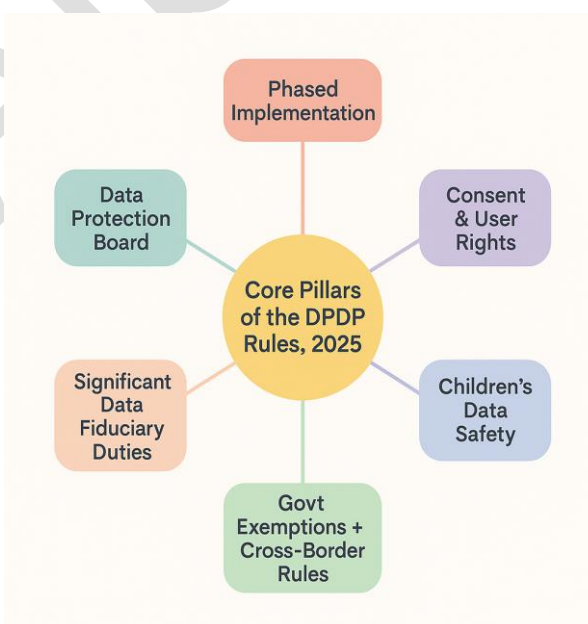 Phased
Implementation
Data
Protection
Board
Consent
& User
Rights
Core Pillars
of the DPDP
Rules, 2025
Significant
Data
Fiduciary
Duties
Children's
Data
Safety
Govt
Exemptions +
Cross-Border
Rules